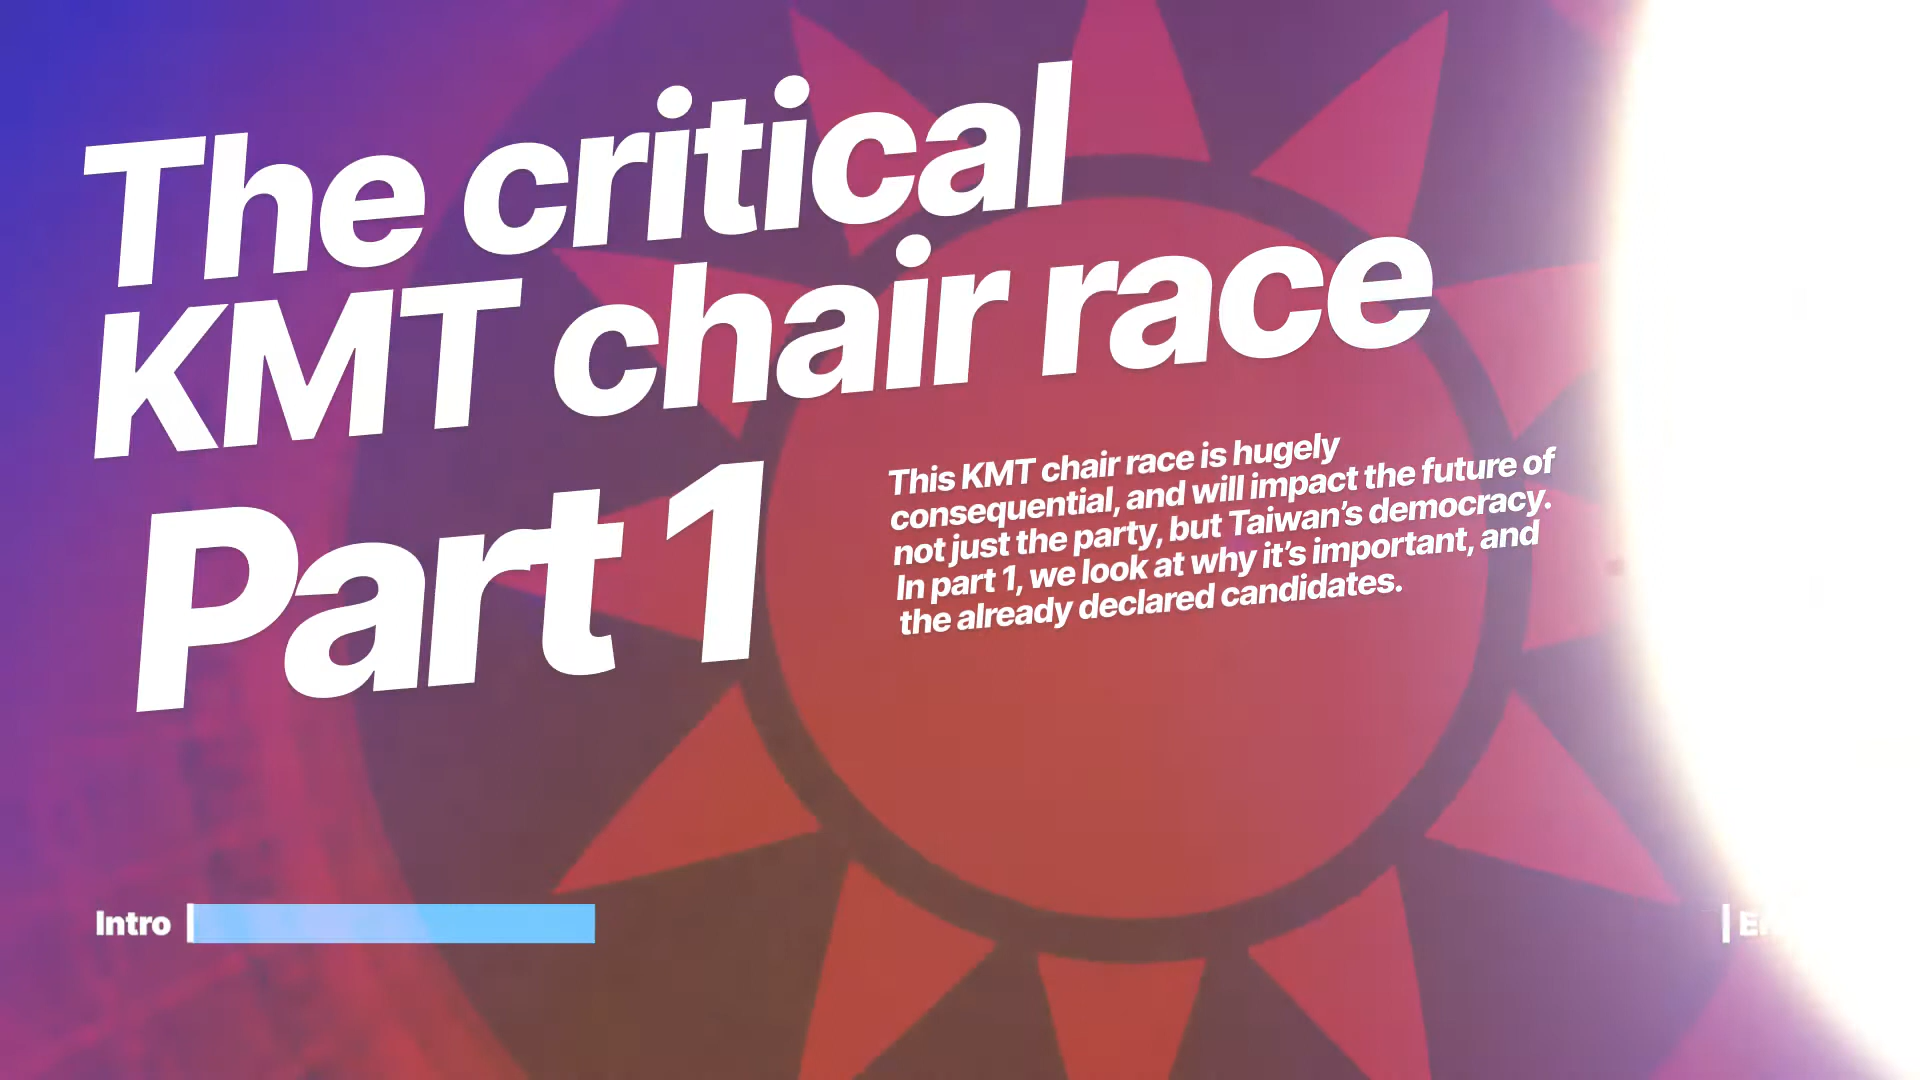 The critical
KMT chair race
Part 1
This KMT chair race is hugely
consequential, and will impact the future of
not just the party, but Taiwan's democracy.
In part 1, we look at why it's important, and
the already declared candidates.
Intro